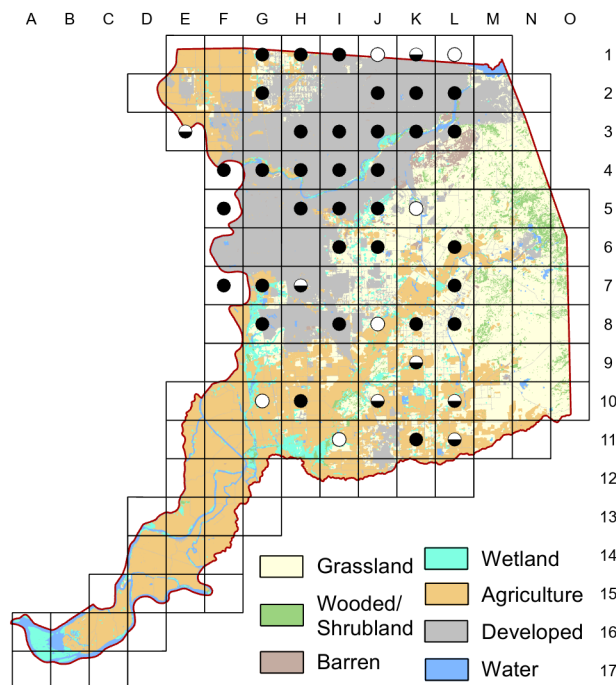 A B C D E F G H I J K L M N O
1
2
3
4
5
6
7
8
9
10
11
12
13
14
15
16
17
Grassland
Wooded/
Shrubland
Barren
Wetland
Agriculture
Developed
Water